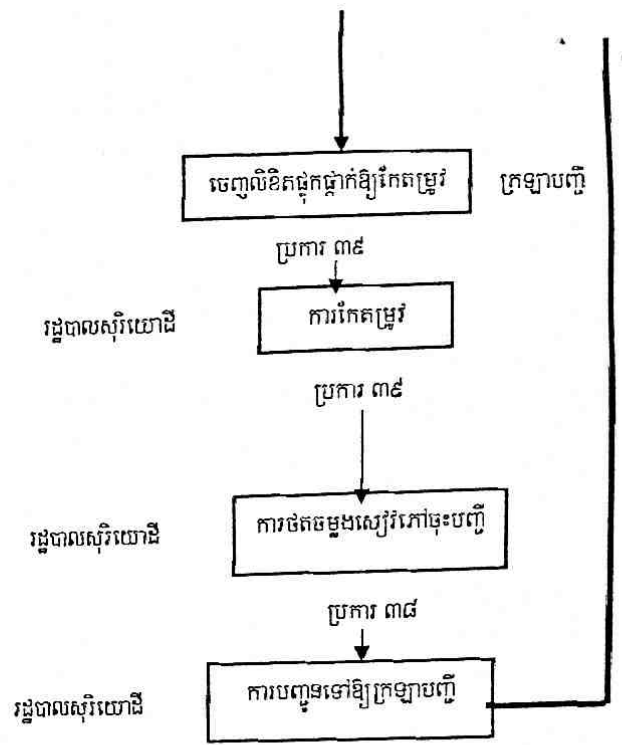 ចេញលិខិតផ្ទុកផ្តាក់ឱ្យកែតម្រូវ ក្រឡាបញ្ជី
ប្រការ ៣៩
រដ្ឋបាលសុរិយោដី ការកែតម្រូវ
ប្រការ ៣៩
រដ្ឋបាលសុរិយោដី ការថតចម្លងសៀវភៅចុះបញ្ជី
ប្រការ ៣៨
រដ្ឋបាលសុរិយោដី ការបញ្ជូនទៅឱ្យក្រឡាបញ្ជី